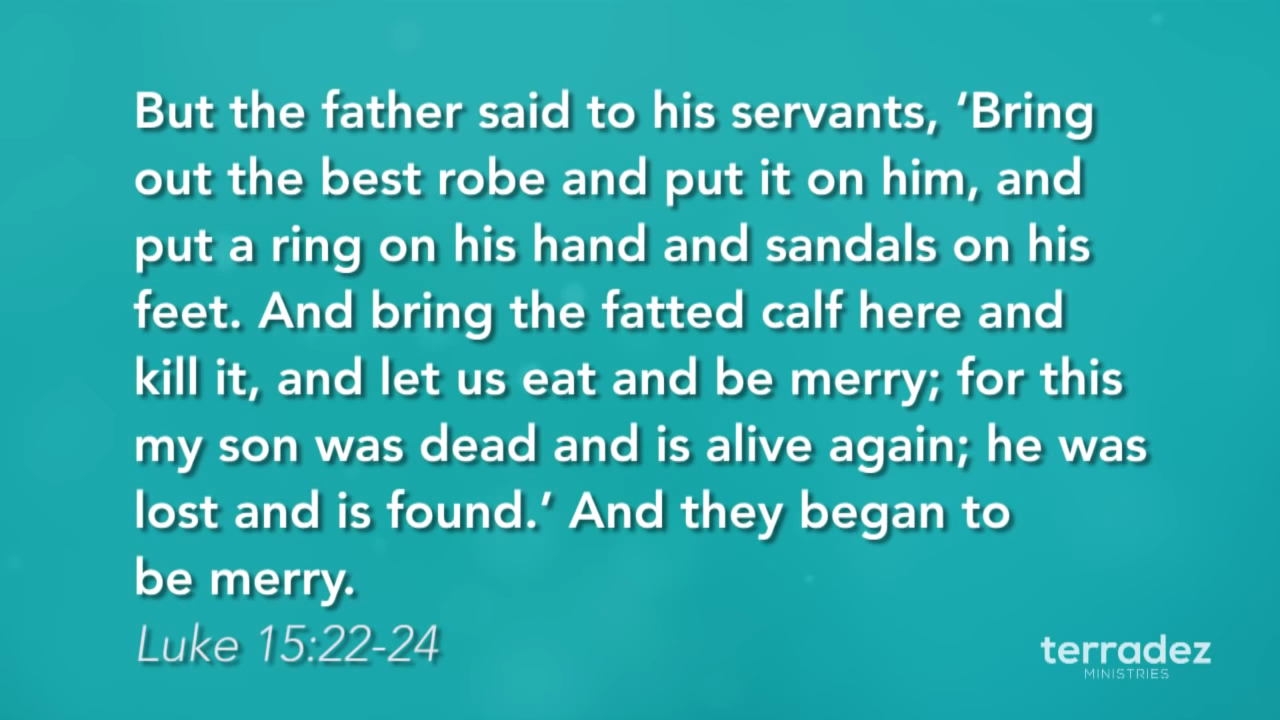 But the father said to his servants, ‘Bring
out the best robe and put it on him, and
put a ring on his hand and sandals on his
feet. And bring the fatted calf here and
kill it, and let us eat and be merry; for this
my son was dead and is alive again; he was
lost and is found.’ And they began to
be merry.
Luke 15:22-24
terradez
MINISTRIES